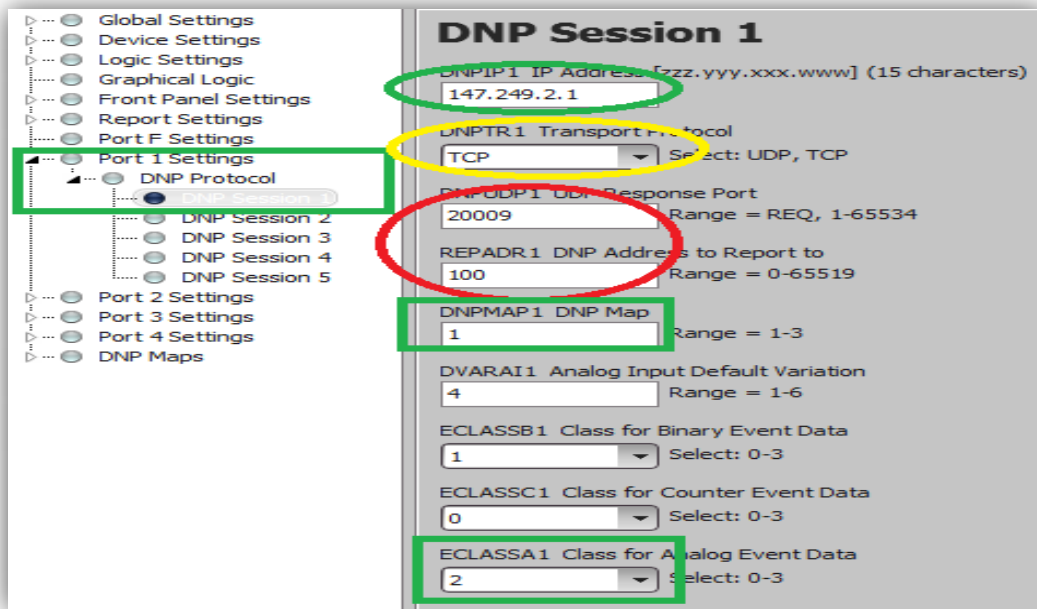 Global Settings
Device Settings
Logic Settings
Graphical Logic
Front Panel Settings
Report Settings
Port F Settings
Port 1 Settings
DNP Protocol
DNP Session 1
DNP Session 2
DNP Session 3
DNP Session 4
DNP Session 5
Port 2 Settings
Port 3 Settings
Port 4 Settings
DNP Maps
DNP Session 1
DNPIP1 IP Address [zzz.yyy.xxx.www] (15 characters)
147.249.2.1
DNPTR1 Transport Protocol
TCP
Select: UDP, TCP
DNPUDP1 UDP Response Port
20009
Range = REQ, 1-65534
REPADR1 DNP Address to Report to
100
Range = 0-65519
DNPMAP1 DNP Map
1
Range = 1-3
DVARAI1 Analog Input Default Variation
4
Range = 1-6
ECLASSB1 Class for Binary Event Data
1
Select: 0-3
ECLASSC1 Class for Counter Event Data
0
Select: 0-3
ECLASSA1 Class for Analog Event Data
2
Select: 0-3